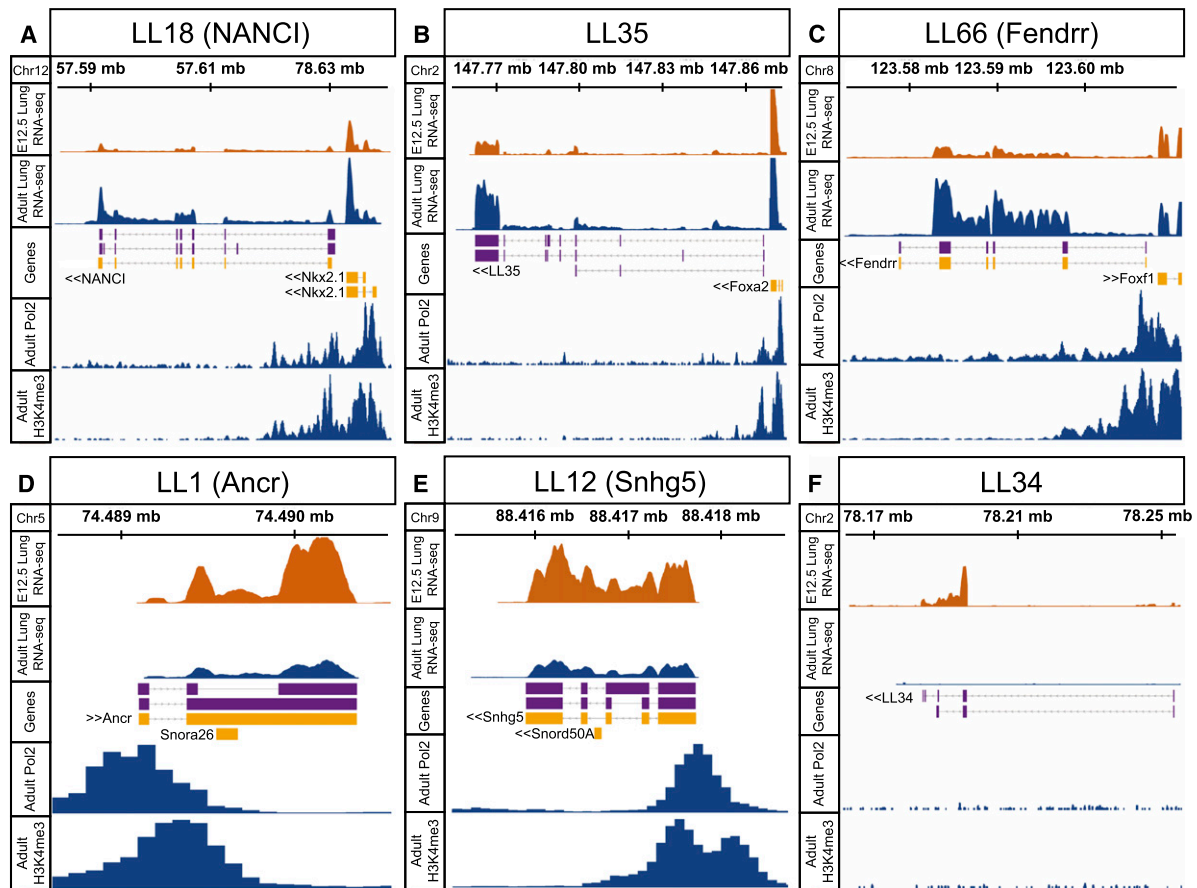 A
LL18 (NANCI)
Chr12
57.59 mb
57.61 mb
78.63 mb
E12.5 Lung
RNA-seq
Adult Lung
RNA-seq
Genes
<<NANCI
<<Nkx2.1
<<Nkx2.1
Adult Pol2
Adult
H3K4me3
B
LL35
Chr2
147.77 mb
147.80 mb
147.83 mb
147.86 mb
E12.5 Lung
RNA-seq
Adult Lung
RNA-seq
Genes
<<LL35
<<Foxa2
Adult Pol2
Adult
H3K4me3
C
LL66 (Fendrr)
Chr8
123.58 mb
123.59 mb
123.60 mb
E12.5 Lung
RNA-seq
Adult Lung
RNA-seq
Genes
<<Fendrr
>>Foxf1
Adult Pol2
Adult
H3K4me3
D
LL1 (Ancr)
Chr5
74.489 mb
74.490 mb
E12.5 Lung
RNA-seq
Adult Lung
RNA-seq
Genes
>>Ancr
Snora26
Adult Pol2
Adult
H3K4me3
E
LL12 (Snhg5)
Chr9
88.416 mb
88.417 mb
88.418 mb
E12.5 Lung
RNA-seq
Adult Lung
RNA-seq
Genes
<<Snhg5
<<Snord50A
Adult Pol2
Adult
H3K4me3
F
LL34
Chr2
78.17 mb
78.21 mb
78.25 mb
E12.5 Lung
RNA-seq
Adult Lung
RNA-seq
Genes
<<LL34
Adult Pol2
Adult
H3K4me3